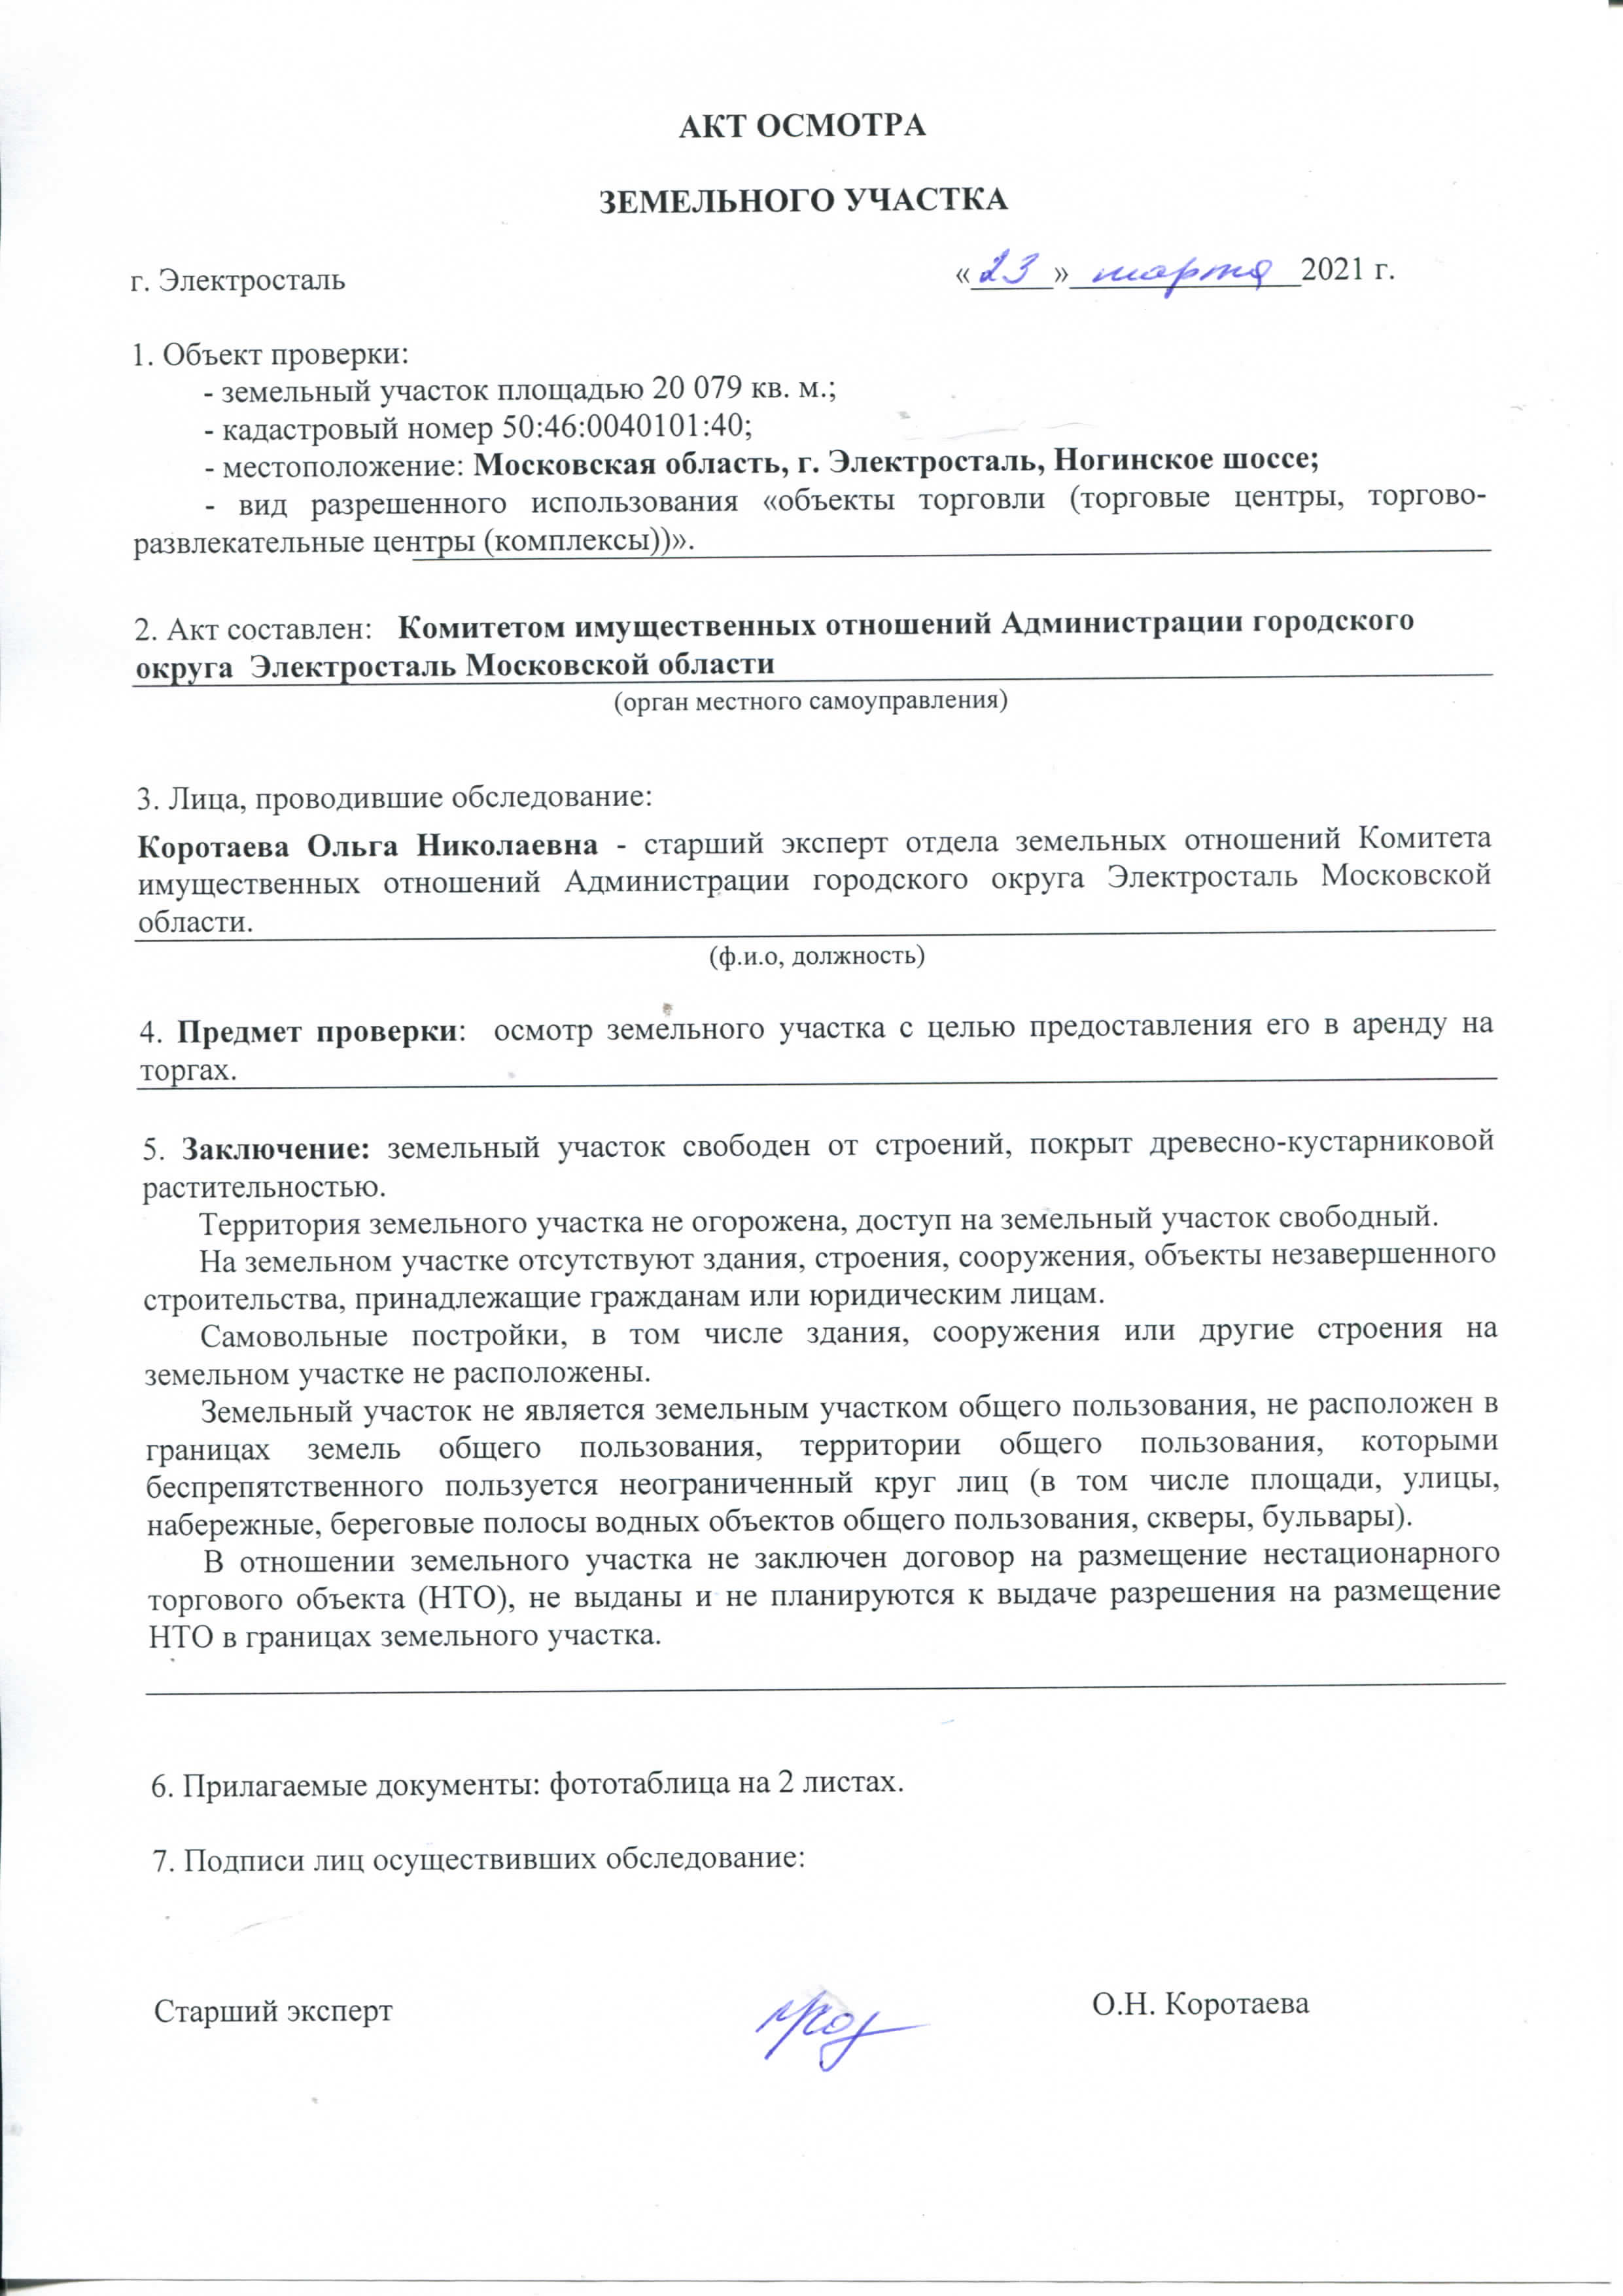 АКТ ОСМОТРА
ЗЕМЕЛЬНОГО УЧАСТКА
г. Электросталь «23» марта 2021 г.
1. Объект проверки:
- земельный участок площадью 20 079 кв. м.;
- кадастровый номер 50:46:0040101:40;
- местоположение: Московская область, г. Электросталь, Ногинское шоссе;
- вид разрешенного использования «объекты торговли (торговые центры, торгово-
развлекательные центры (комплексы))».
2. Акт составлен: Комитетом имущественных отношений Администрации городского
округа Электросталь Московской области
(орган местного самоуправления)
3. Лица, проводившие обследование:
Коротаева Ольга Николаевна - старший эксперт отдела земельных отношений Комитета
имущественных отношений Администрации городского округа Электросталь Московской
области.
(ф.и.о, должность)
4. Предмет проверки: осмотр земельного участка с целью предоставления его в аренду на
торгах.
5. Заключение: земельный участок свободен от строений, покрыт древесно-кустарниковой
растительностью.
Территория земельного участка не огорожена, доступ на земельный участок свободный.
На земельном участке отсутствуют здания, строения, сооружения, объекты незавершенного
строительства, принадлежащие гражданам или юридическим лицам.
Самовольные постройки, в том числе здания, сооружения или другие строения на
земельном участке не расположены.
Земельный участок не является земельным участком общего пользования, не расположен в
границах земель общего пользования, территории общего пользования, которыми
беспрепятственного пользуется неограниченный круг лиц (в том числе площади, улицы,
набережные, береговые полосы водных объектов общего пользования, скверы, бульвары).
В отношении земельного участка не заключен договор на размещение нестационарного
торгового объекта (НТО), не выданы и не планируются к выдаче разрешения на размещение
НТО в границах земельного участка.
6. Прилагаемые документы: фототаблица на 2 листах.
7. Подписи лиц осуществивших обследование:
Старший эксперт О.Н. Коротаева